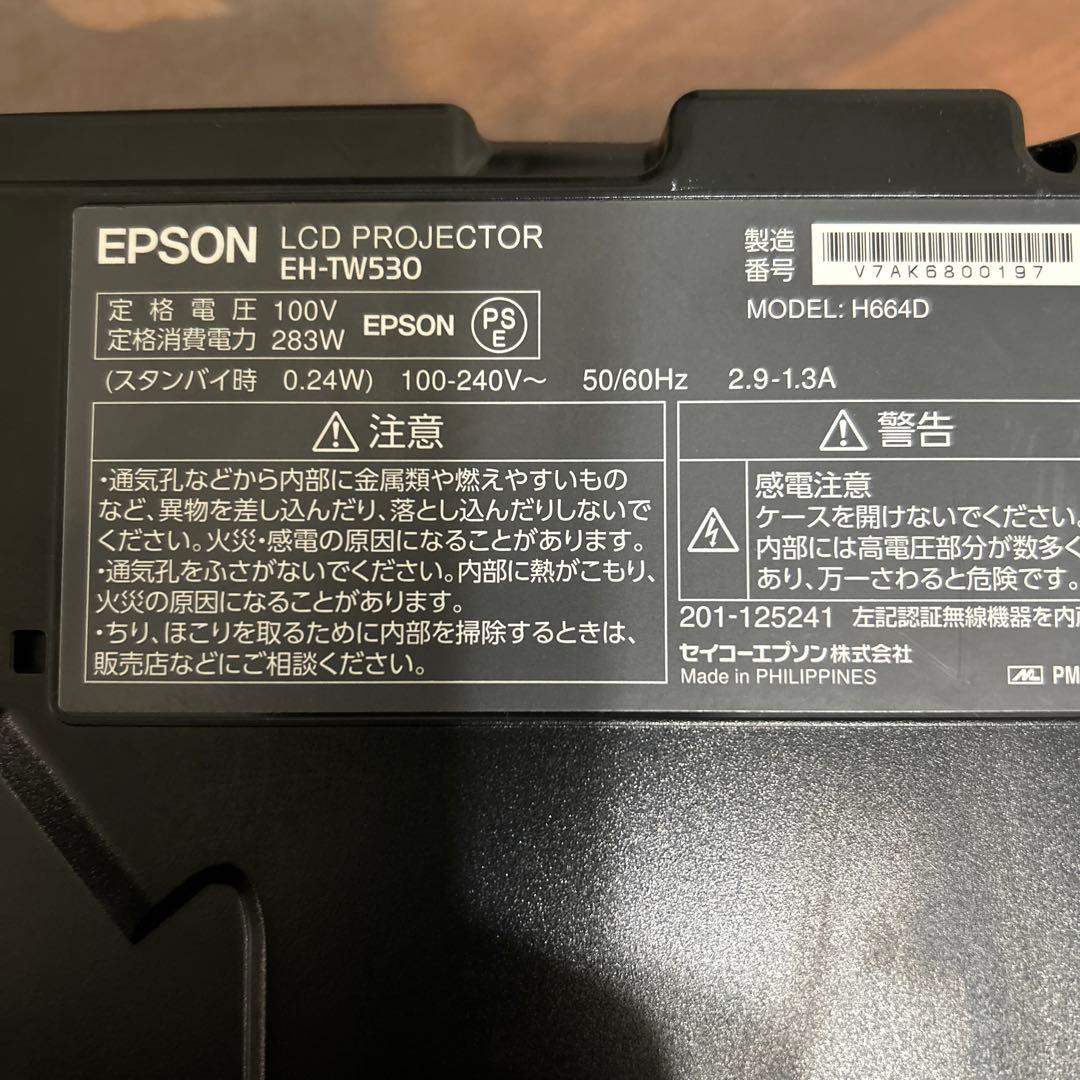 EPSON LCD PROJECTOR
EH-TW530
製造番号
V7AK6800197
MODEL: H664D
定格電圧 100V
定格消費電力 283W
EPSON
PSE
(スタンバイ時 0.24W) 100-240V～ 50/60Hz 2.9-1.3A
注意
・通気孔などから内部に金属類や燃えやすいもの
など、異物を差し込んだり、落とし込んだりしないで
ください。火災・感電の原因になることがあります。
・通気孔をふさがないでください。内部に熱がこもり、
火災の原因になることがあります。
・ちり、ほこりを取るために内部を掃除するときは、
販売店などにご相談ください。
警告
感電注意
ケースを開けないでください。
内部には高電圧部分が数多く
あり、万一さわると危険です。
201-125241 左記認証無線機器を内
セイコーエプソン株式会社
Made in PHILIPPINES
PM